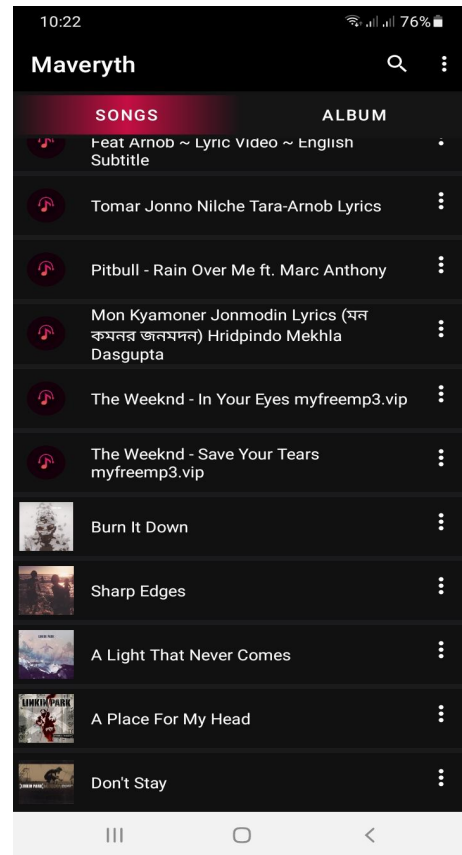 10:22
76%
Maveryth
SONGS
ALBUM
Feat Arnob ~ Lyric Video ~ English
Subtitle
Tomar Jonno Nilche Tara-Arnob Lyrics
Pitbull - Rain Over Me ft. Marc Anthony
Mon Kyamoner Jonmodin Lyrics (মন
কমনর জনমদন) Hridpindo Mekhla
Dasgupta
The Weeknd - In Your Eyes myfreemp3.vip
The Weeknd - Save Your Tears
myfreemp3.vip
Burn It Down
Sharp Edges
A Light That Never Comes
LINKIN PARK
A Place For My Head
Don't Stay